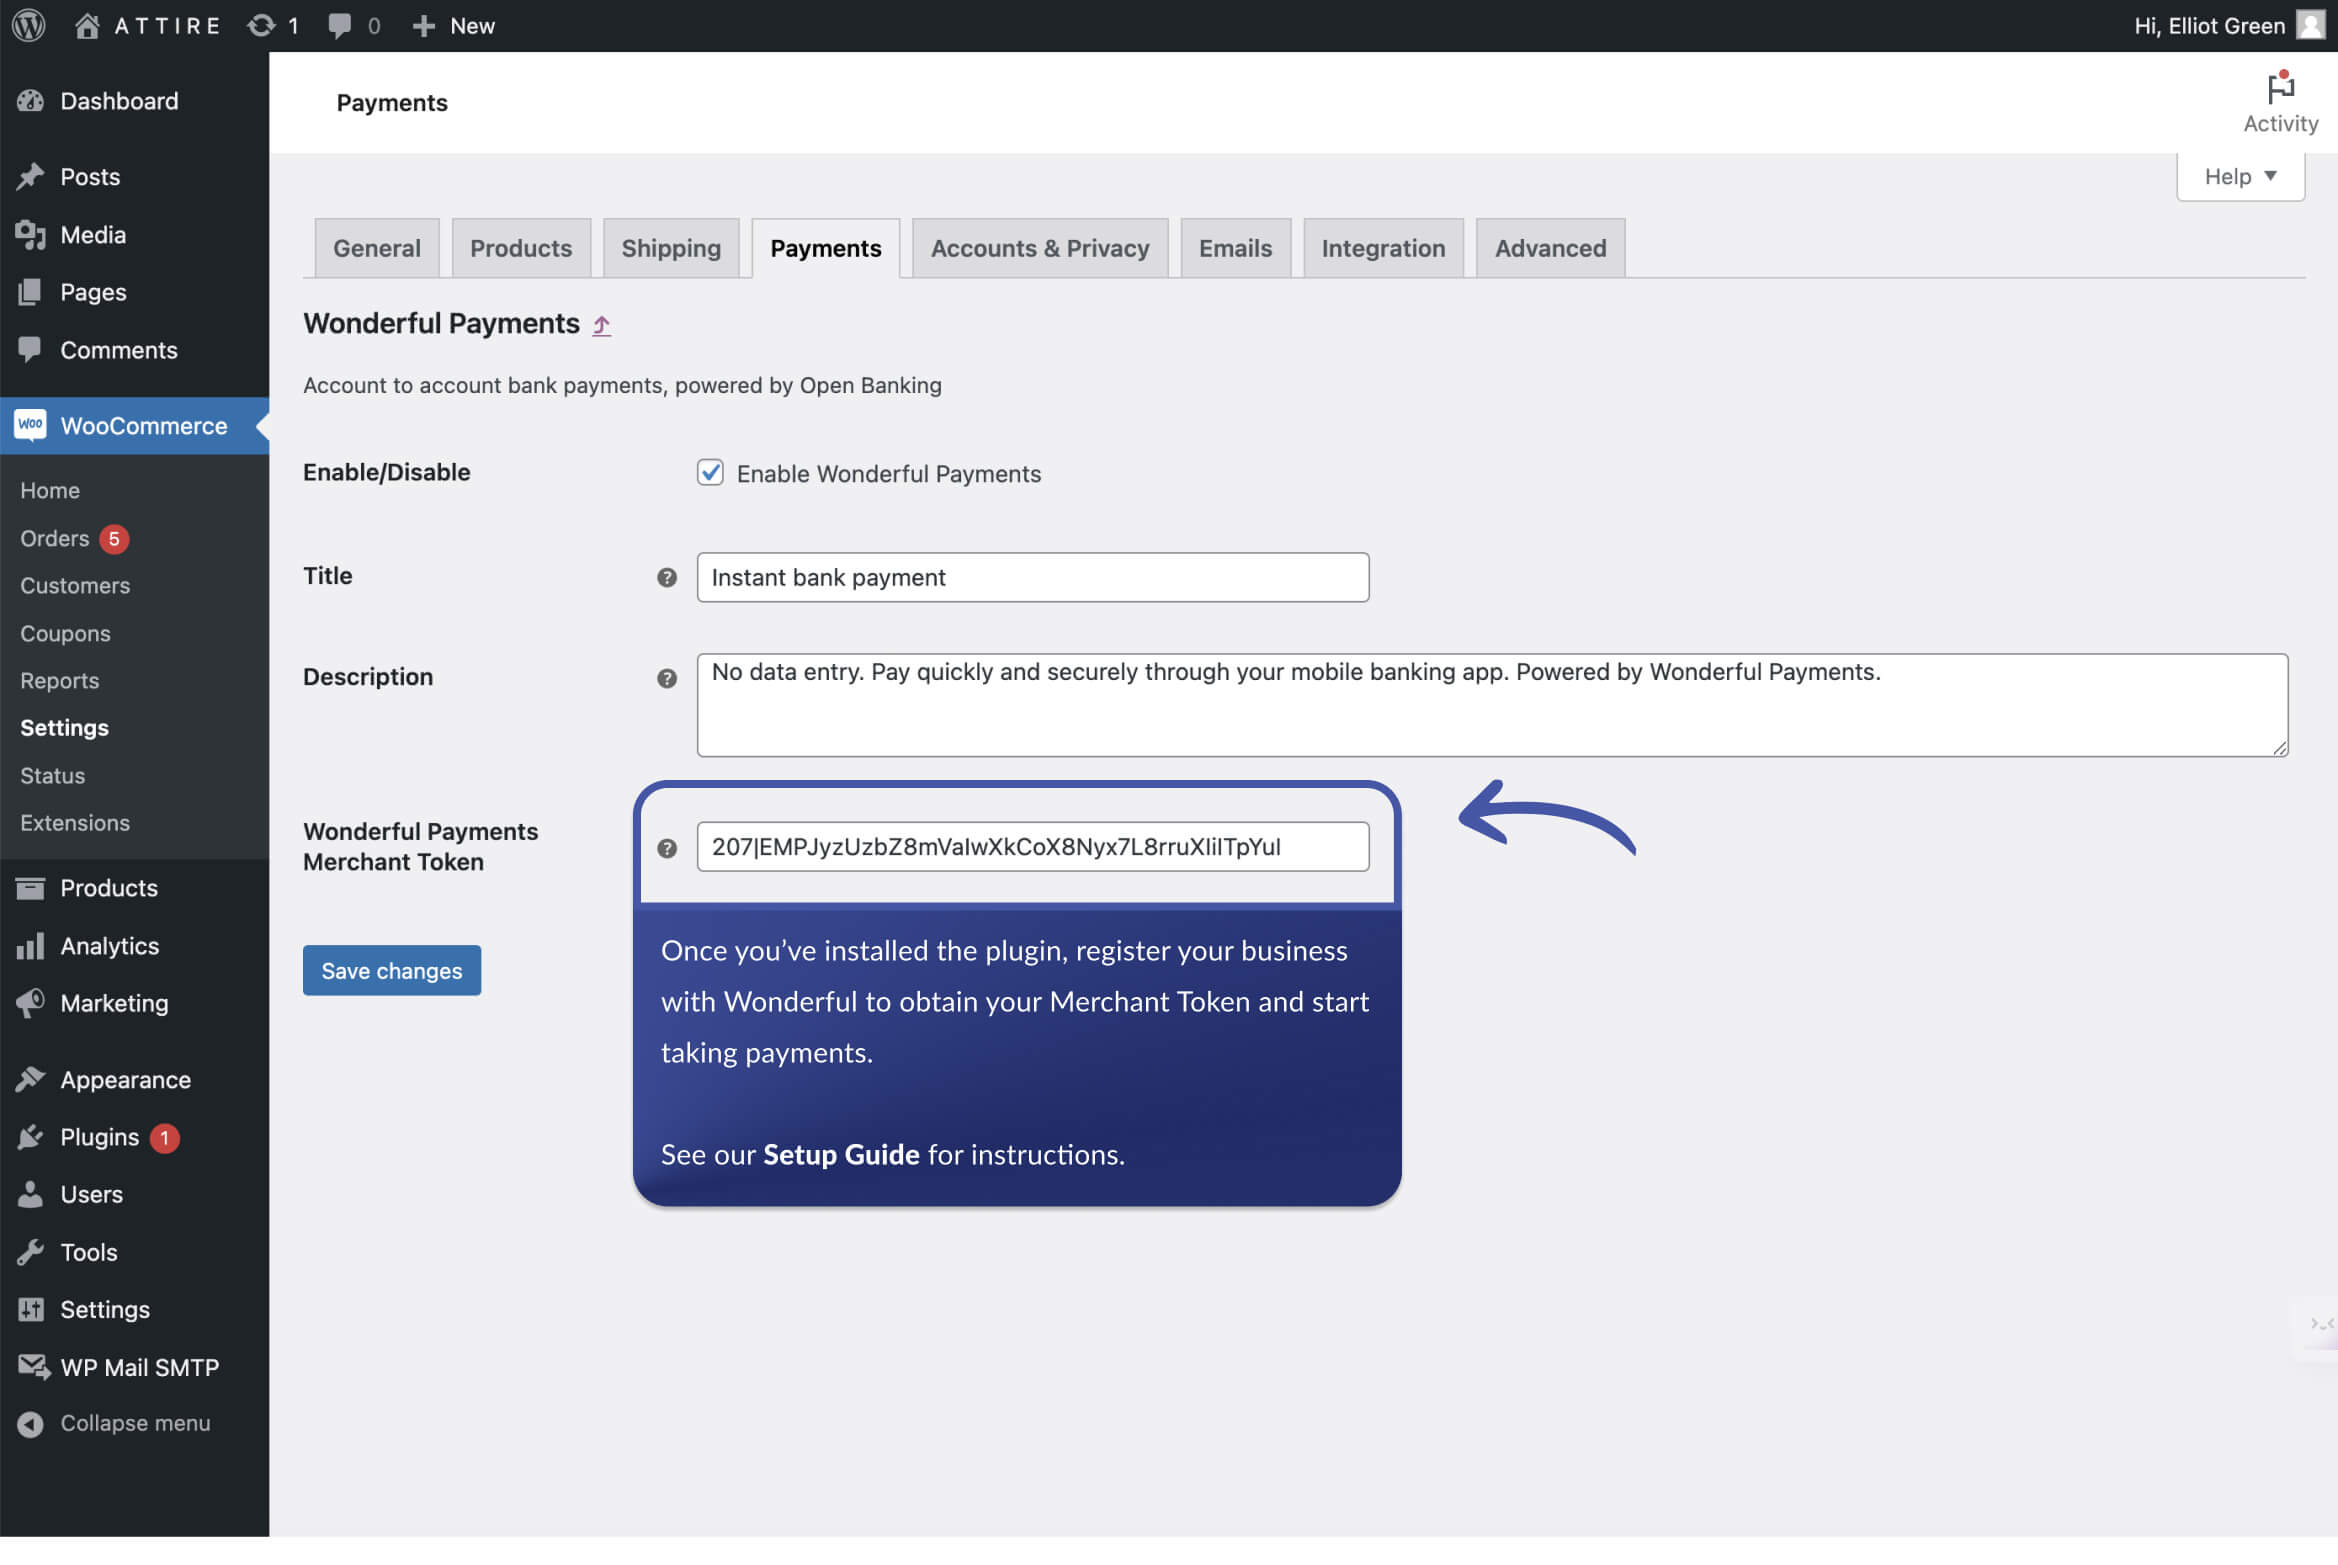 ATTIRE 1 0 New
Hi, Elliot Green
Dashboard
Posts
Media
Pages
Comments
Woo WooCommerce
Home
Orders 5
Customers
Coupons
Reports
Settings
Status
Extensions
Products
Analytics
Marketing
Appearance
Plugins 1
Users
Tools
Settings
WP Mail SMTP
Collapse menu
Payments
Activity
Help
General Products Shipping Payments Accounts & Privacy Emails Integration Advanced
Wonderful Payments
Account to account bank payments, powered by Open Banking
Enable/Disable
Enable Wonderful Payments
Title
Instant bank payment
Description
No data entry. Pay quickly and securely through your mobile banking app. Powered by Wonderful Payments.
Wonderful Payments
Merchant Token
Save changes
Once you’ve installed the plugin, register your business
with Wonderful to obtain your Merchant Token and start
taking payments.
See our Setup Guide for instructions.